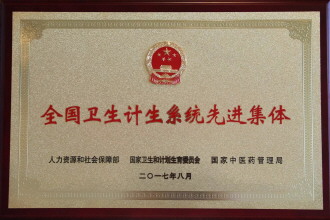 全国卫生计生系统先进集体
人力资源和社会保障部 国家卫生和计划生育委员会 国家中医药管理局
二〇一七年八月